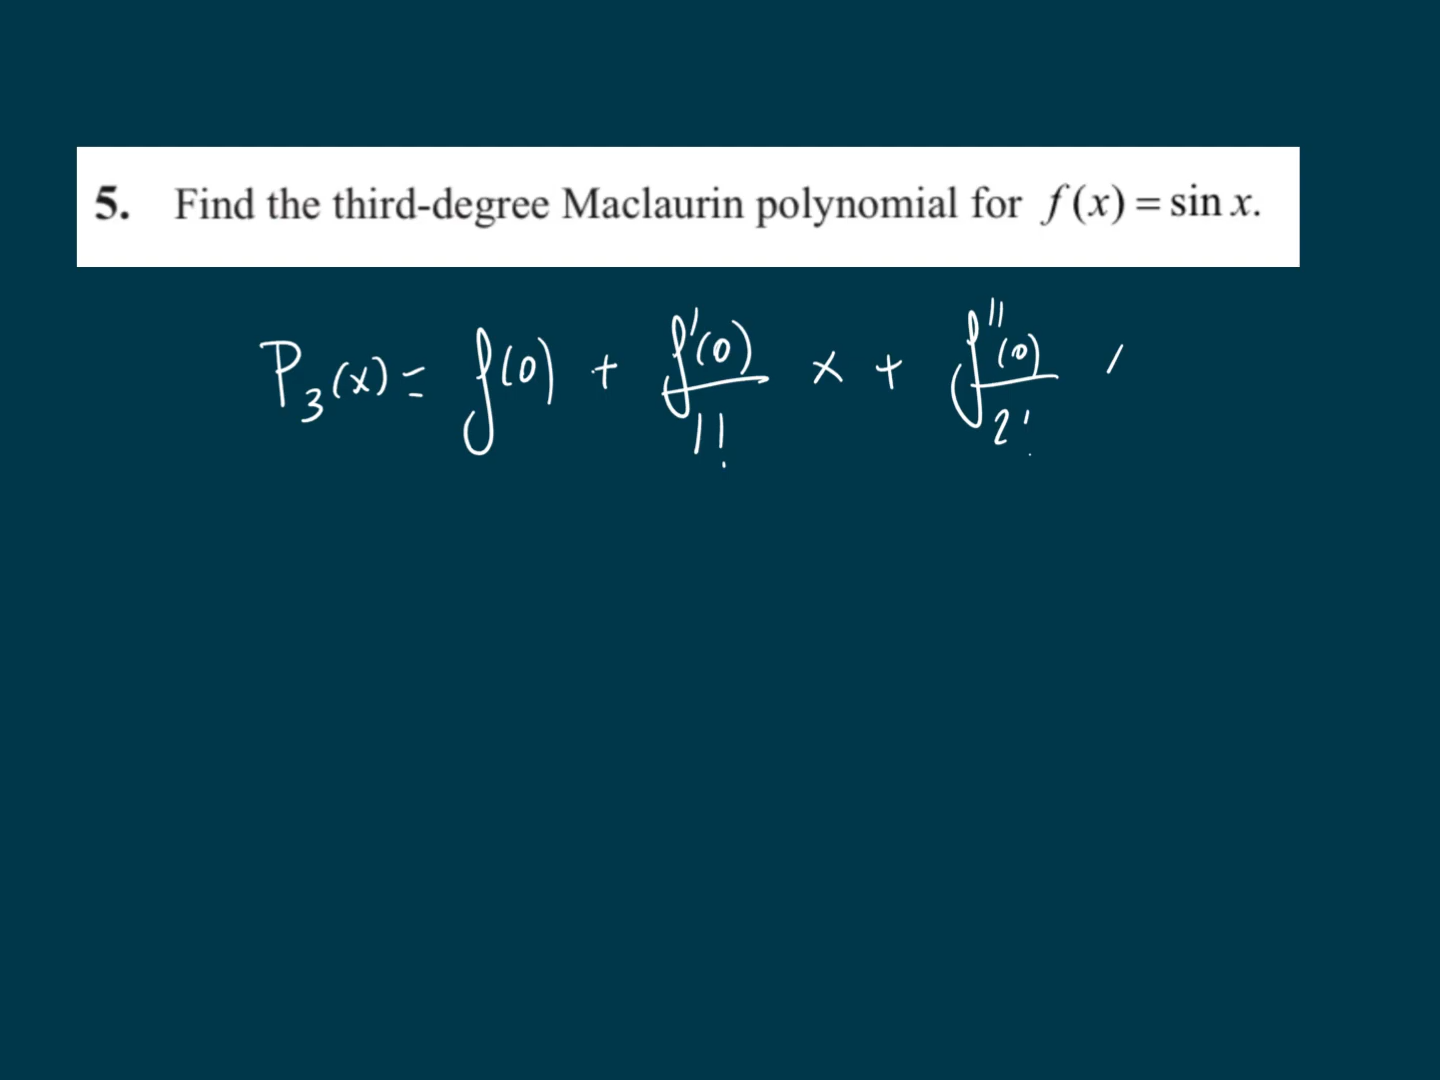 5. Find the third-degree Maclaurin polynomial for f(x) = sin x.
P₃(x) = f(0) + f'(0)/1! x + f''(0)/2!